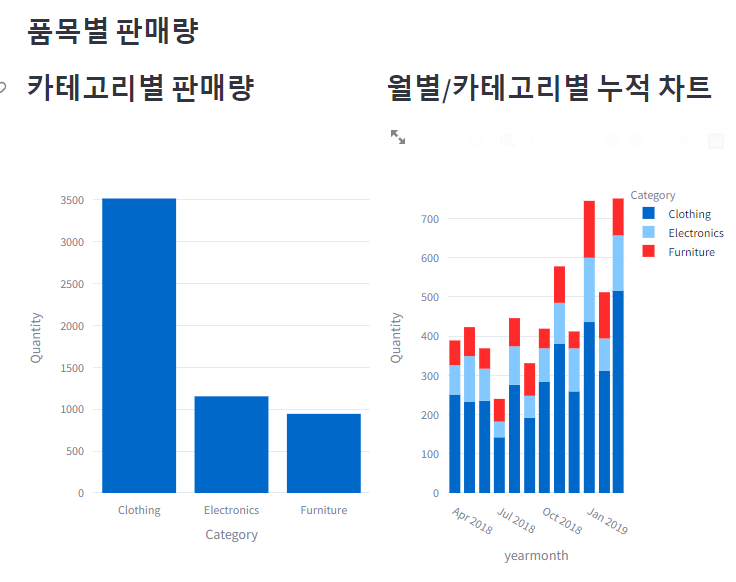 품목별 판매량
카테고리별 판매량
월별/카테고리별 누적 차트
3500
3000
2500
2000
1500
1000
500
0
Quantity
Clothing
Electronics
Furniture
Category
700
600
500
400
300
200
100
0
Quantity
Apr 2018
Jul 2018
Oct 2018
Jan 2019
yearmonth
Category
Clothing
Electronics
Furniture